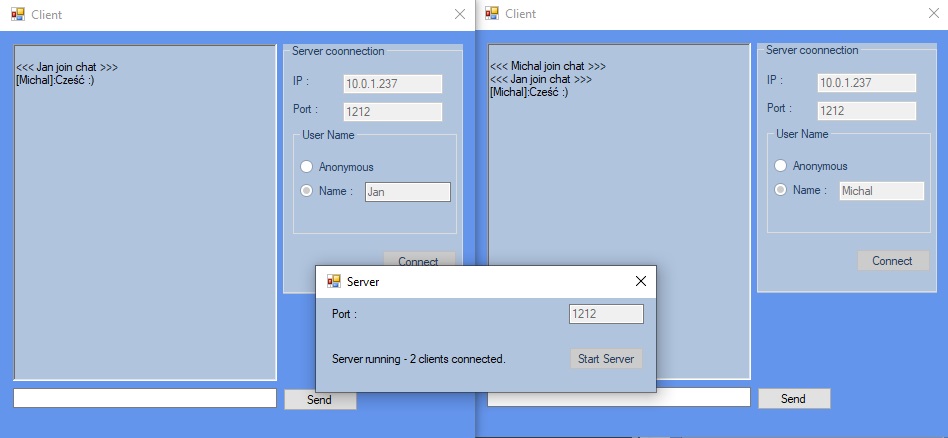 Client
<<< Jan join chat >>>
[Michal]:Cześć :)
Server coonnection
IP :
10.0.1.237
Port :
1212
User Name
Anonymous
Name :
Jan
Connect
Send
Client
<<< Michal join chat >>>
<<< Jan join chat >>>
[Michal]:Cześć :)
Server coonnection
IP :
10.0.1.237
Port :
1212
User Name
Anonymous
Name :
Michal
Connect
Send
Server
Port :
1212
Server running - 2 clients connected.
Start Server